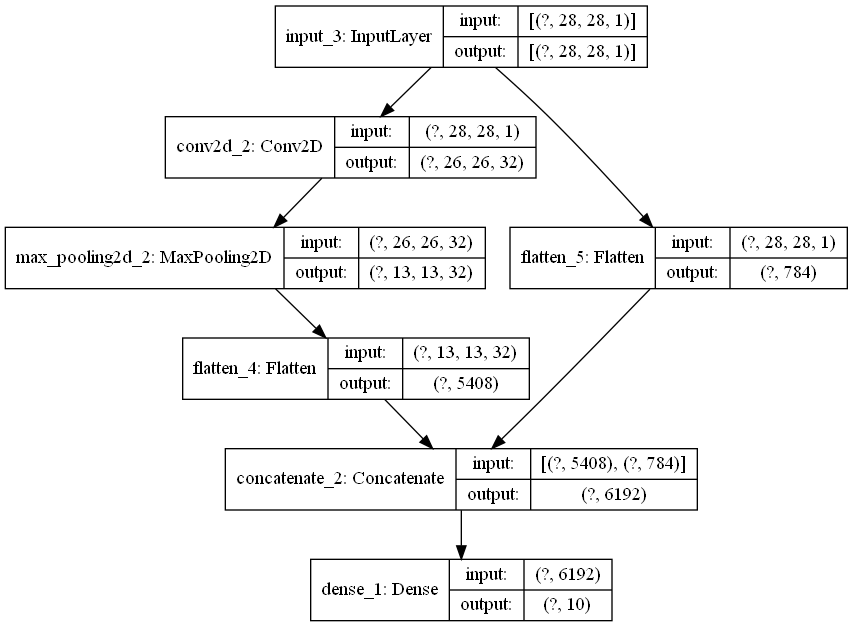 input_3: InputLayer
input: [(?, 28, 28, 1)]
output: [(?, 28, 28, 1)]
conv2d_2: Conv2D
input: (?, 28, 28, 1)
output: (?, 26, 26, 32)
max_pooling2d_2: MaxPooling2D
input: (?, 26, 26, 32)
output: (?, 13, 13, 32)
flatten_5: Flatten
input: (?, 28, 28, 1)
output: (?, 784)
flatten_4: Flatten
input: (?, 13, 13, 32)
output: (?, 5408)
concatenate_2: Concatenate
input: [(?, 5408), (?, 784)]
output: (?, 6192)
dense_1: Dense
input: (?, 6192)
output: (?, 10)